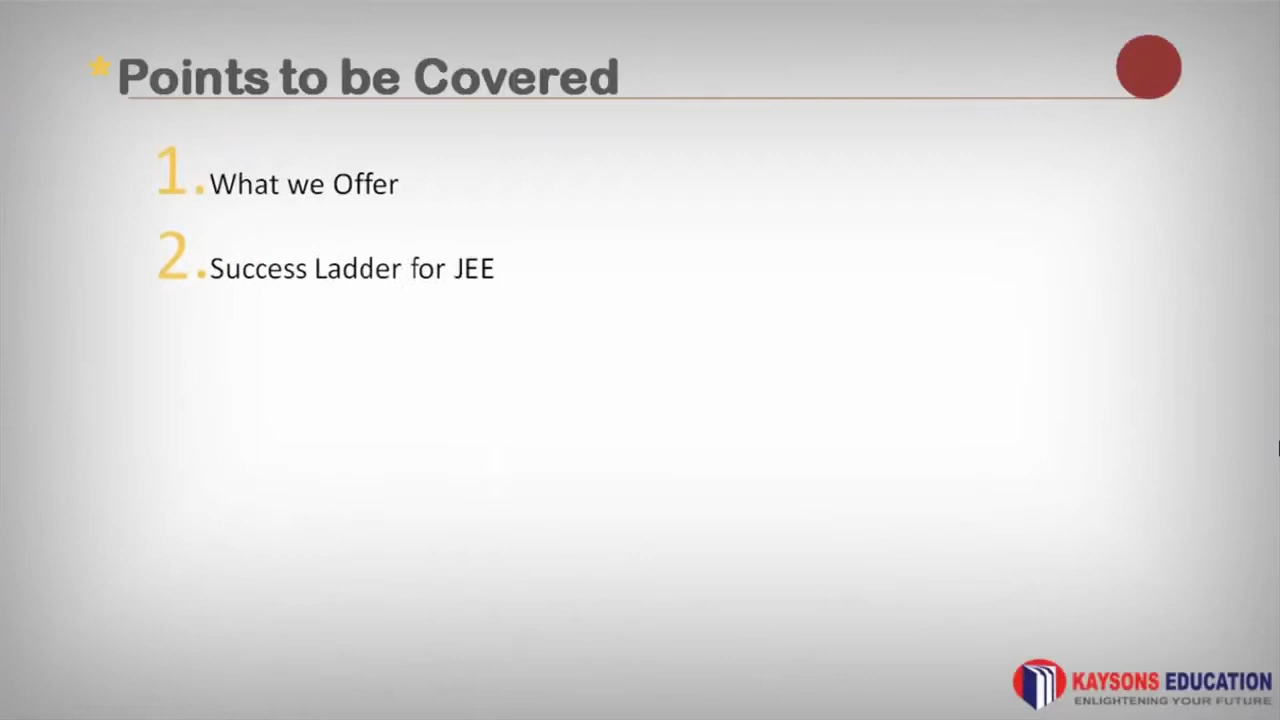 * Points to be Covered
1. What we Offer
2. Success Ladder for JEE
KAYSONS EDUCATION
ENLIGHTENING YOUR FUTURE